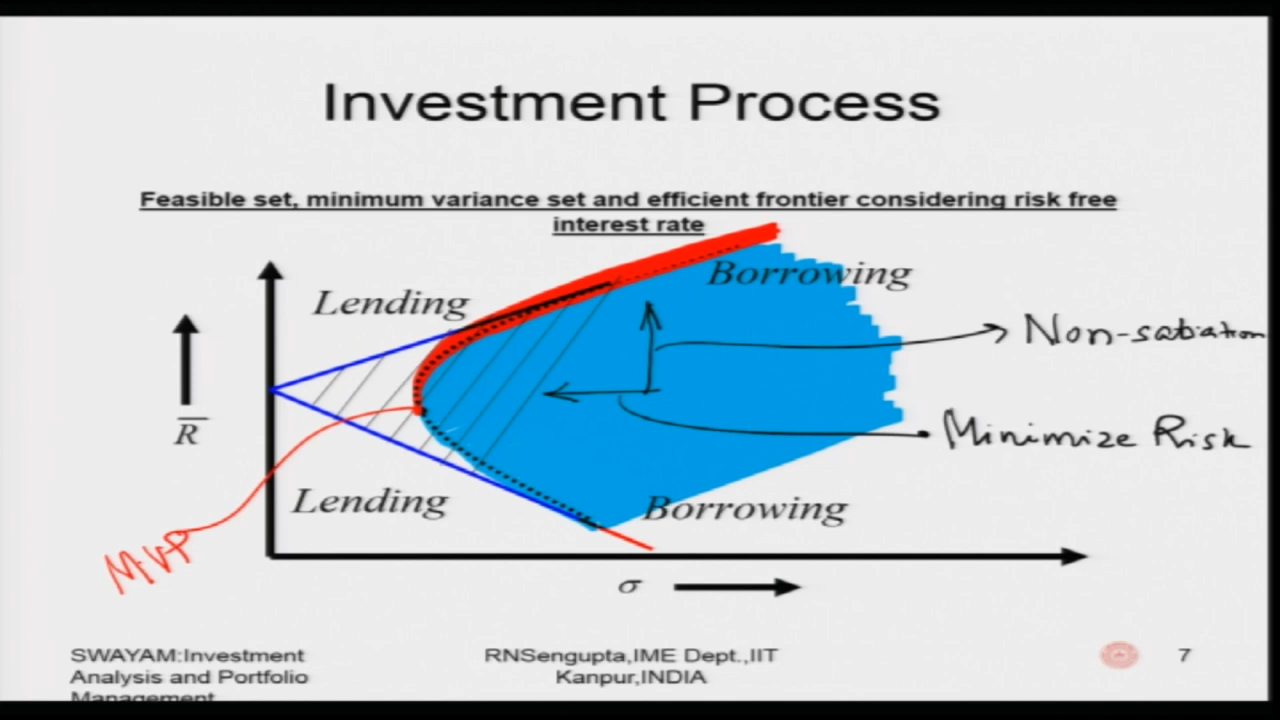 Investment Process
Feasible set, minimum variance set and efficient frontier considering risk free
interest rate
Borrowing
Lending
Non-satiation
R̅
Minimize Risk
Lending
Borrowing
MVP
σ
SWAYAM:Investment
Analysis and Portfolio
Management
RNSengupta,IME Dept.,IIT
Kanpur,INDIA
7